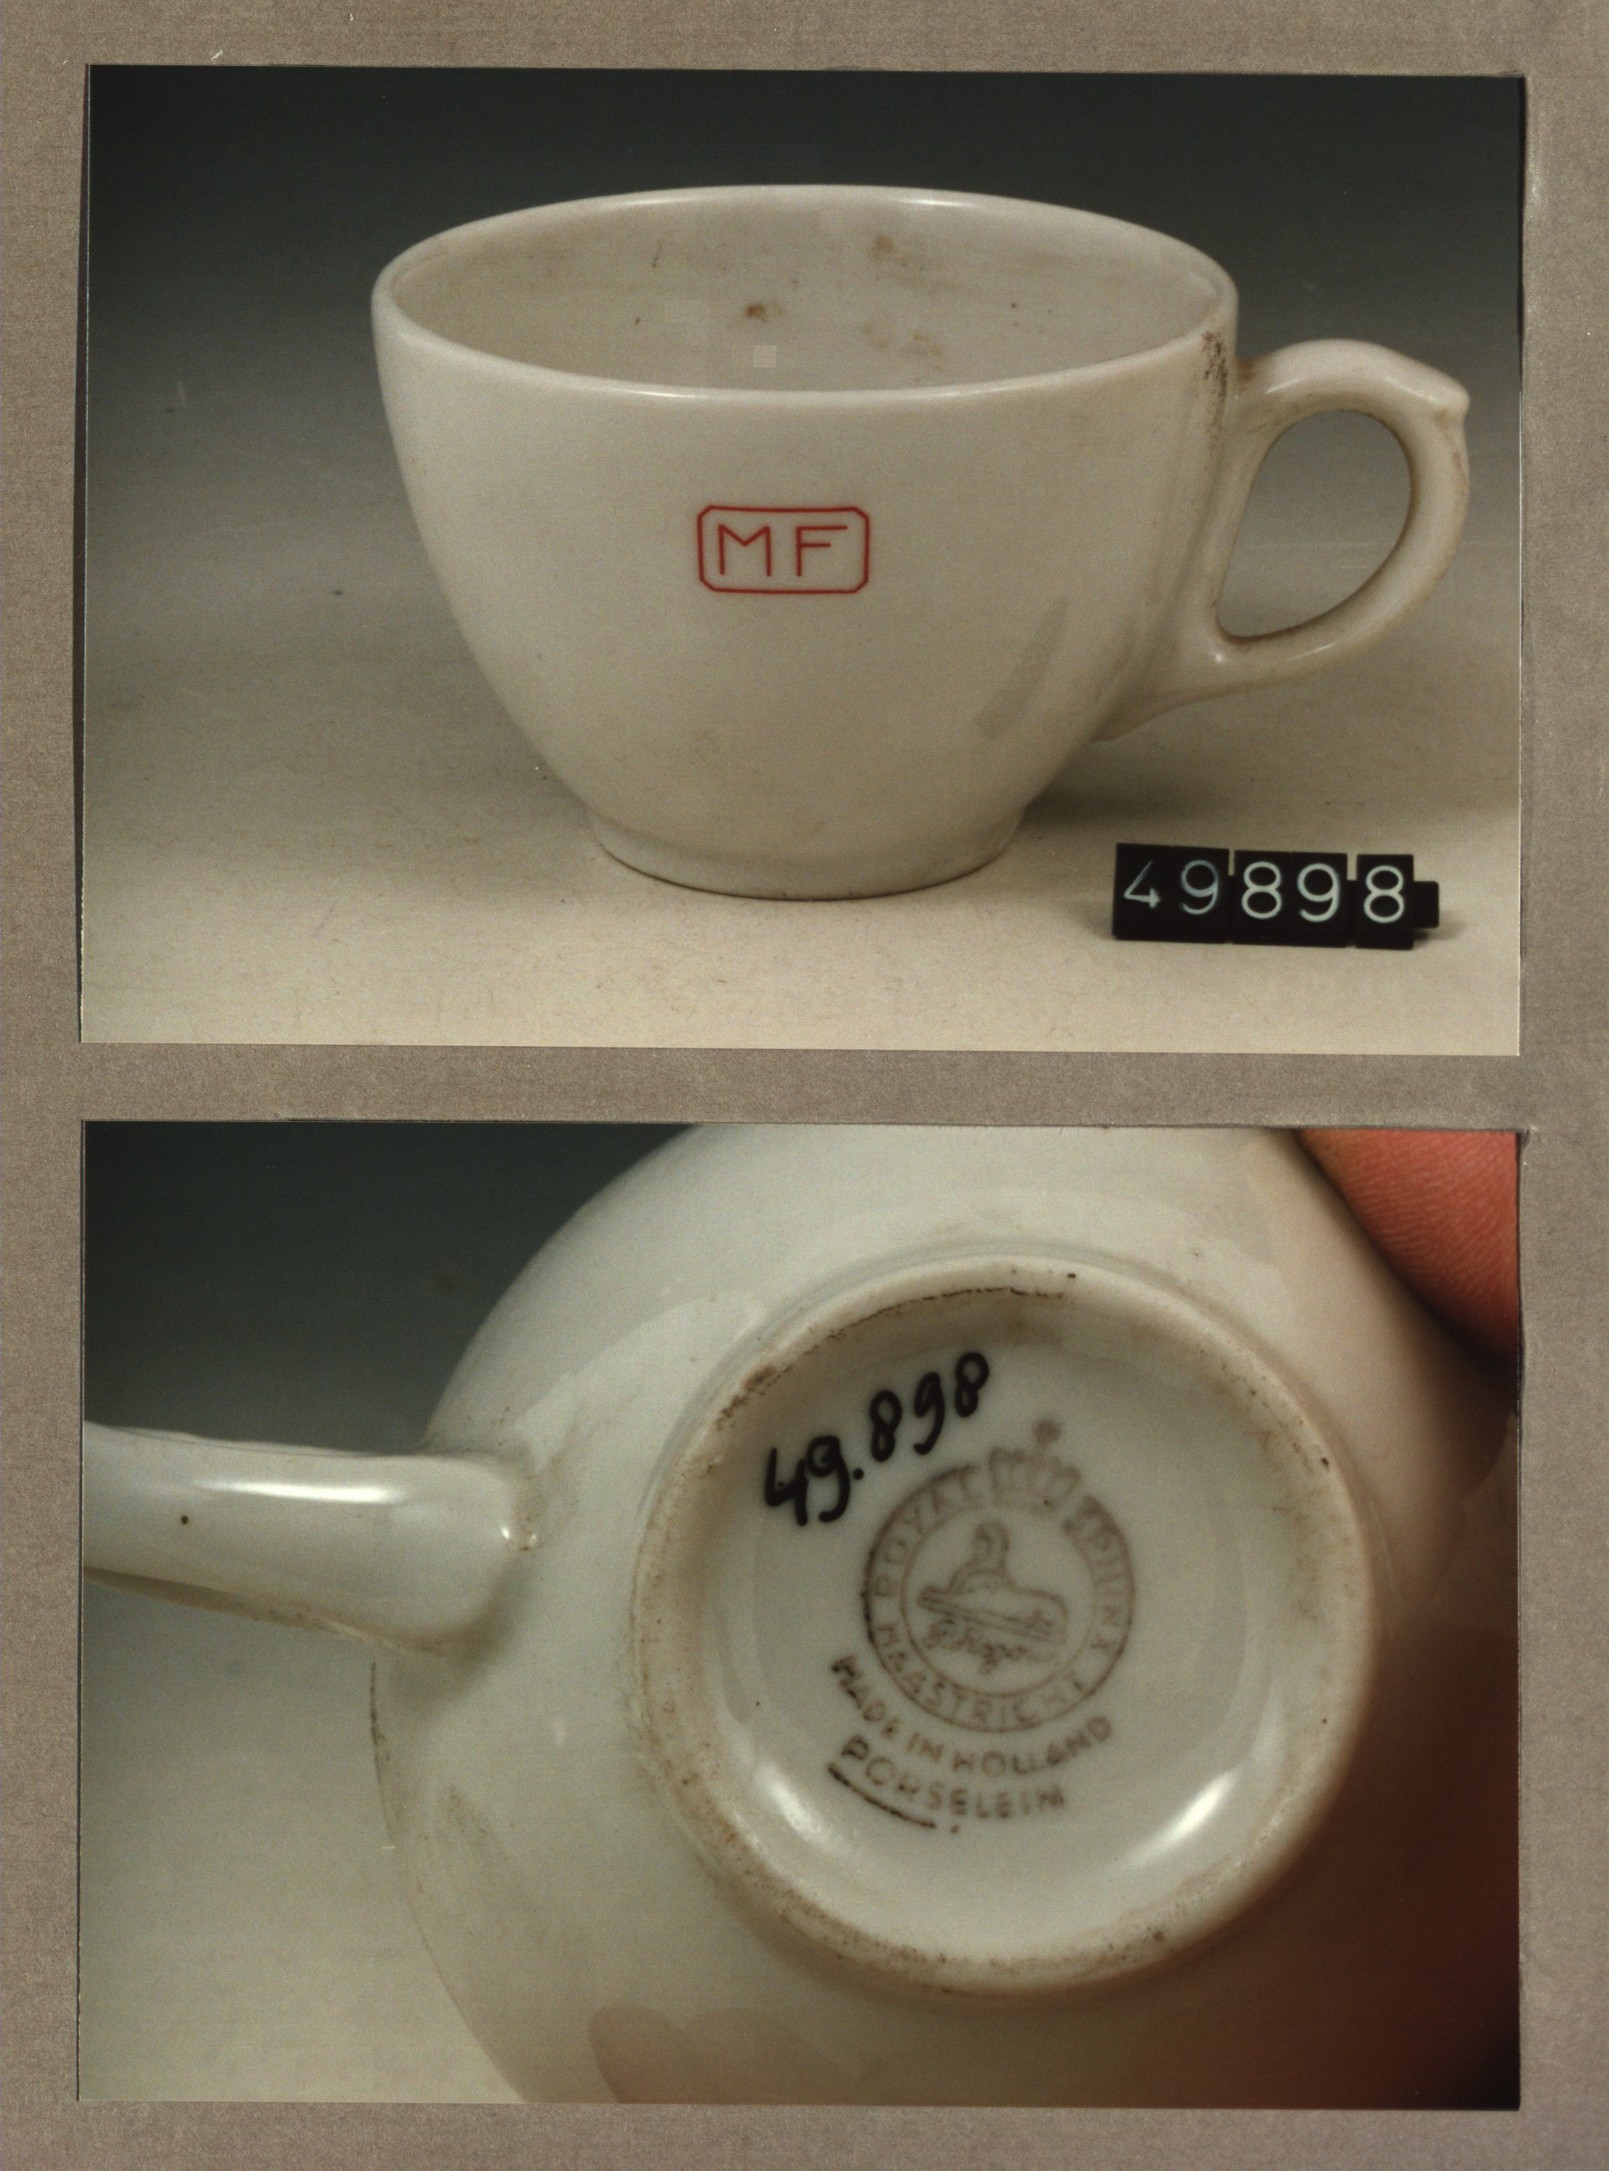 MF
49898
49.898
ROYAL SPHINX
MAASTRICHT
MADE IN HOLLAND
PORSELEIN